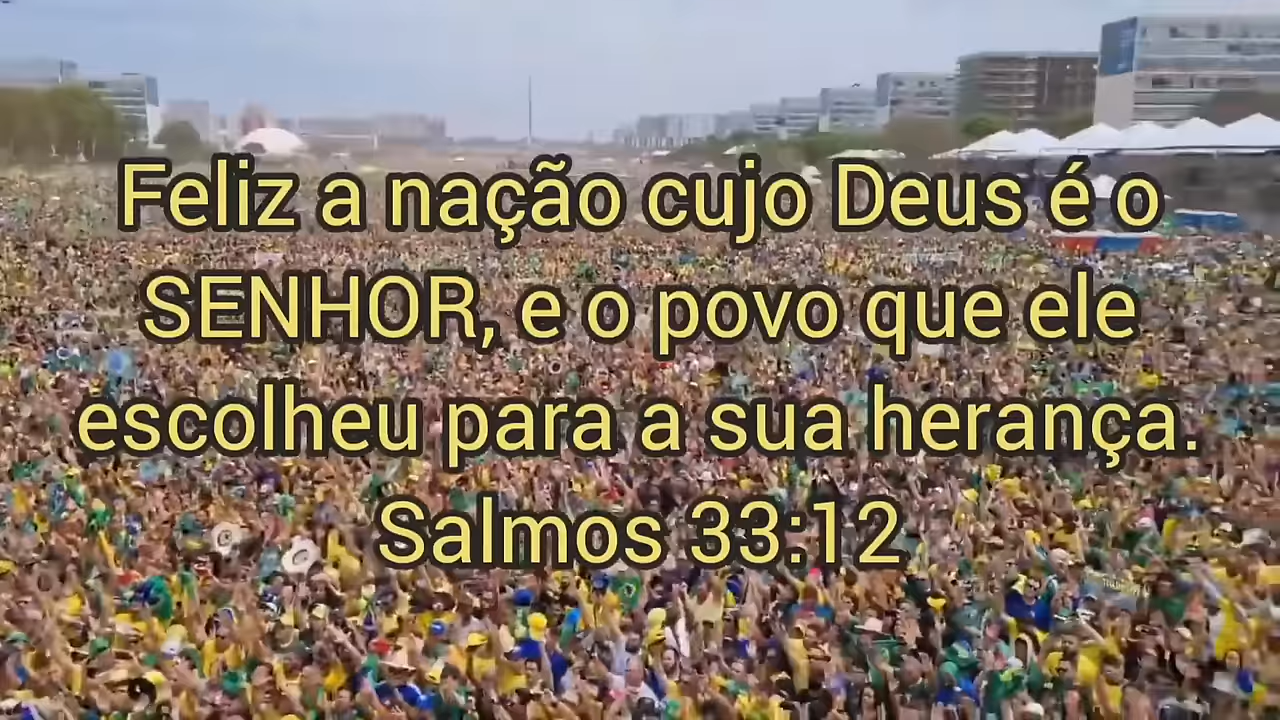 Feliz a nação cujo Deus é o
SENHOR, e o povo que ele
escolheu para a sua herança.
Salmos 33:12